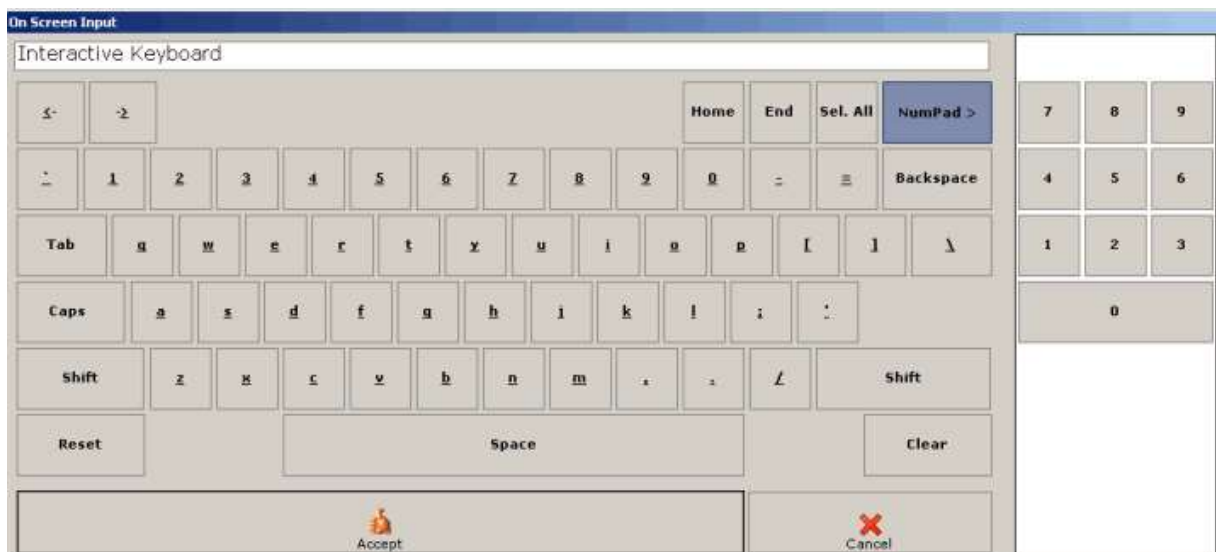 On Screen Input
Interactive Keyboard
<- -> Home End Sel. All NumPad > 7 8 9
` 1 2 3 4 5 6 7 8 9 0 - = Backspace 4 5 6
Tab q w e r t y u i o p [ ] \ 1 2 3
Caps a s d f g h j k l ; ' 0
Shift z x c v b n m , . / Shift
Reset Space Clear
Accept Cancel